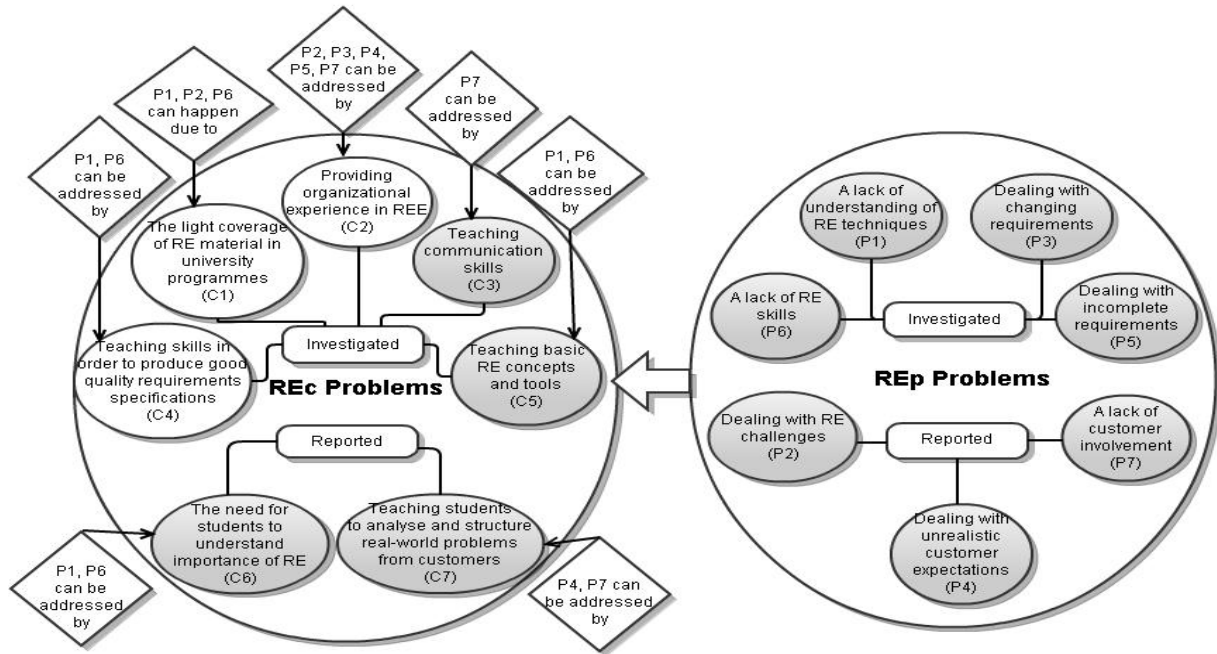 P2, P3, P4,
P5, P7 can be
addressed
by
P1, P2, P6
can happen
due to
P7
can be
addressed
by
P1, P6
can be
addressed
by
P1, P6
can be
addressed
by
Providing
organizational
experience in REE
(C2)
The light coverage
of RE material in
university
programmes
(C1)
Teaching
communication
skills
(C3)
Investigated
Teaching skills in
order to produce good
quality requirements
specifications
(C4)
REc Problems
Teaching basic
RE concepts
and tools
(C5)
Reported
The need for
students to
understand
importance of RE
(C6)
Teaching students
to analyse and structure
real-world problems
from customers
(C7)
P1, P6
can be
addressed
by
P4, P7 can
be addressed
by
A lack of
understanding of
RE techniques
(P1)
Dealing with
changing
requirements
(P3)
A lack of RE
skills
(P6)
Investigated
Dealing with
incomplete
requirements
(P5)
REp Problems
Dealing with RE
challenges
(P2)
Reported
A lack of
customer
involvement
(P7)
Dealing with
unrealistic
customer
expectations
(P4)